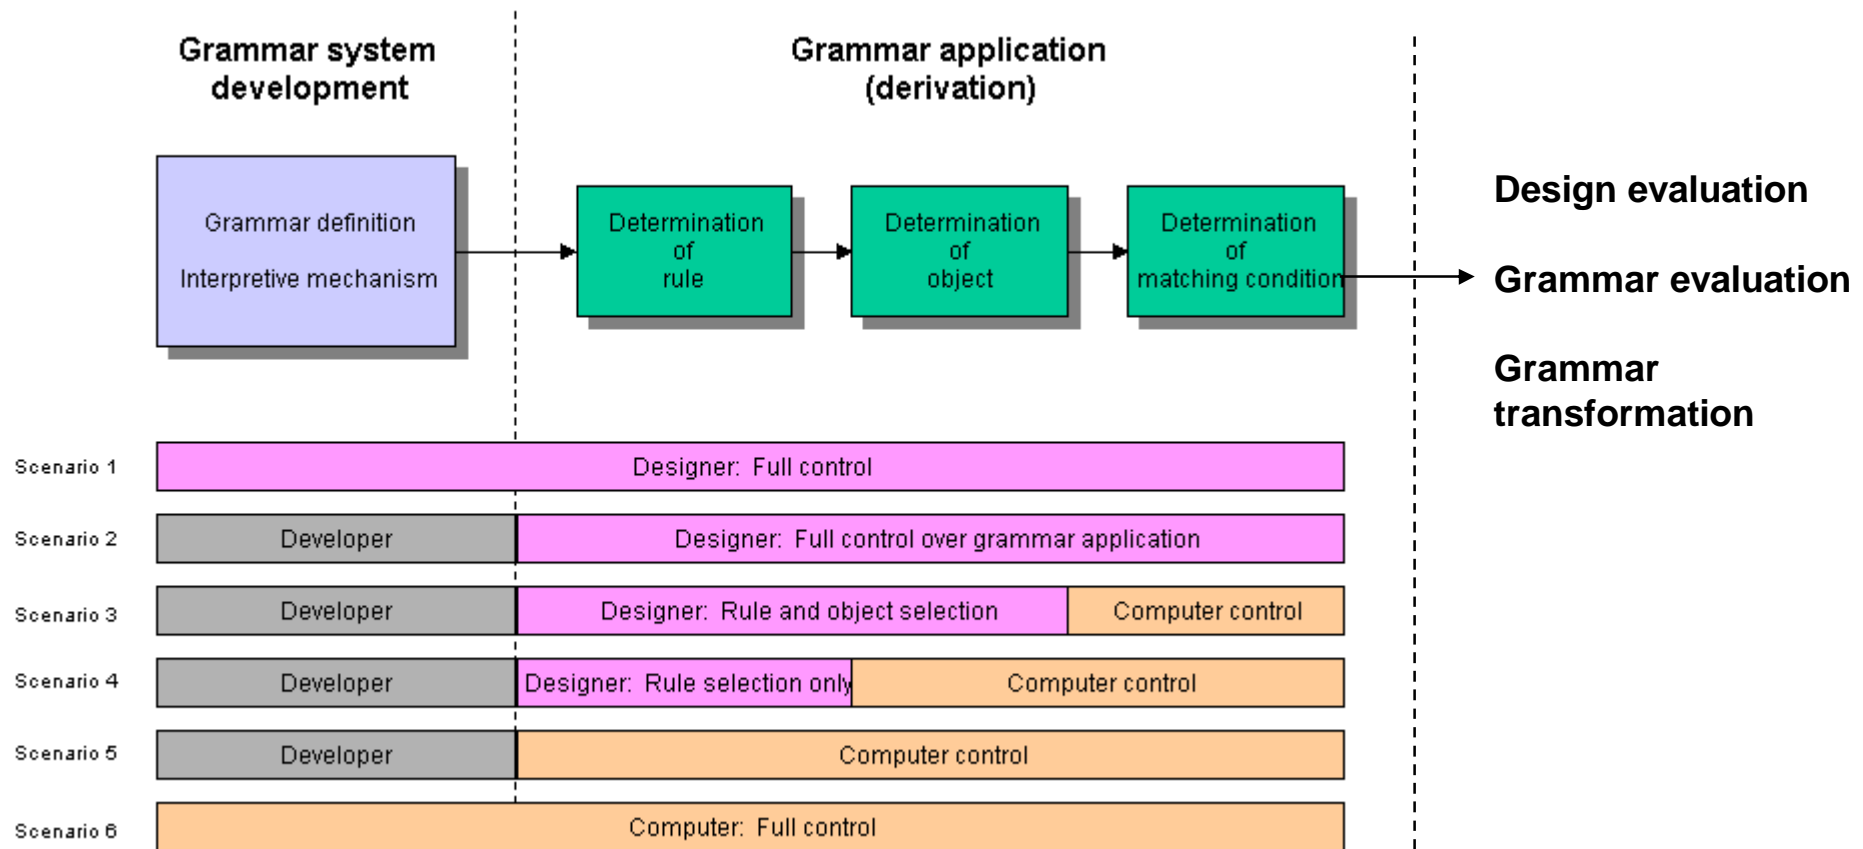 Grammar system
development
Grammar application
(derivation)
Grammar definition
Interpretive mechanism
Determination
of
rule
Determination
of
object
Determination
of
matching condition
Design evaluation
Grammar evaluation
Grammar
transformation
Scenario 1
Designer: Full control
Scenario 2
Developer
Designer: Full control over grammar application
Scenario 3
Developer
Designer: Rule and object selection
Computer control
Scenario 4
Developer
Designer: Rule selection only
Computer control
Scenario 5
Developer
Computer control
Scenario 6
Computer: Full control